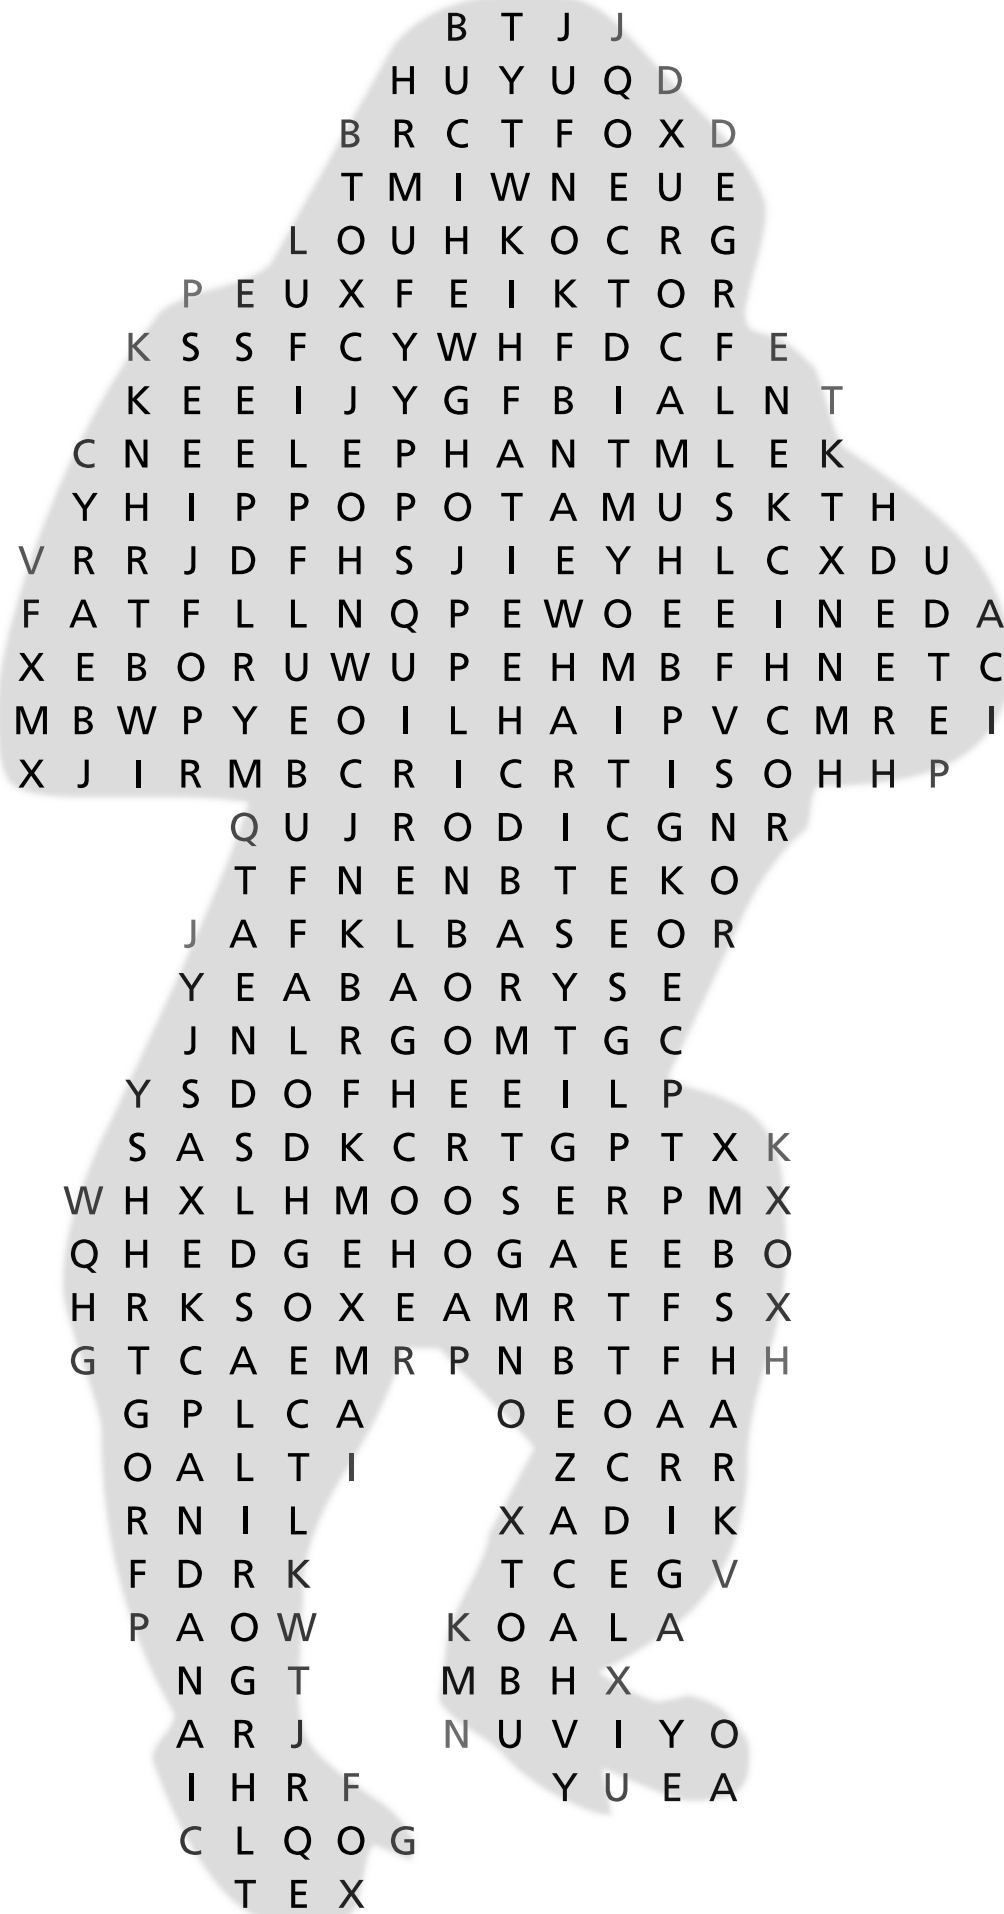 B T J J
H U Y U Q D
B R C T F O X D
T M I W N E U E
L O U H K O C R G
P E U X F E I K T O R
K S S F C Y W H F D C F E
K E E I J Y G F B I A L N T
C N E E L E P H A N T M L E K
Y H I P P O P O T A M U S K T H
V R R J D F H S J I E Y H L C X D U
F A T F L L N Q P E W O E E I N E D A
X E B O R U W U P E H M B F H N E T C
M B W P Y E O I L H A I P V C M R E I
X J I R M B C R I C R T I S O H H P
Q U J R O D I C G N R
T F N E N B T E K O
J A F K L B A S E O R
Y E A B A O R Y S E
J N L R G O M T G C
Y S D O F H E E I L P
S A S D K C R T G P T X K
W H X L H M O O S E R P M X
Q H E D G E H O G A E E B O
H R K S O X E A M R T F S X
G T C A E M R P N B T F H H
G P L C A O E O A A
O A L T I Z C R R
R N I L X A D I K
F D R K T C E G V
P A O W K O A L A
N G T M B H X
A R J N U V I Y O
I H R F Y U E A
C L Q O G
T E X